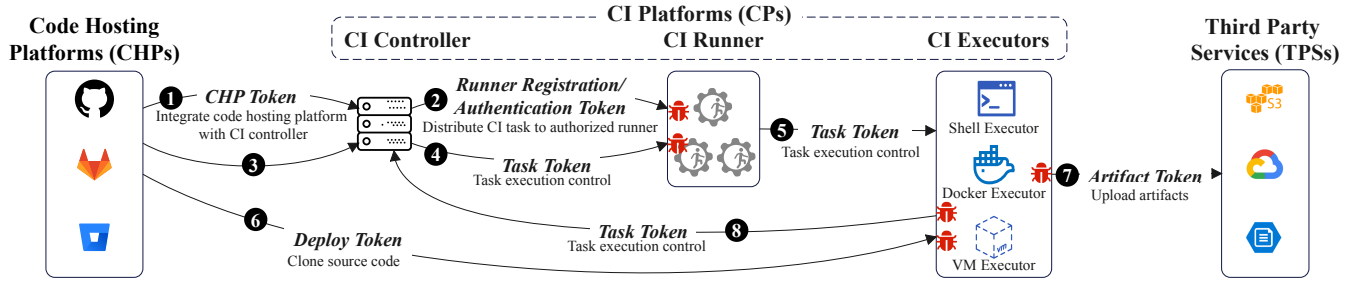 CI Platforms (CPs)
Code Hosting
Platforms (CHPs)
CI Controller
CI Runner
CI Executors
Third Party
Services (TPSs)
1
CHP Token
Integrate code hosting platform
with CI controller
2
Runner Registration/
Authentication Token
Distribute CI task to authorized runner
3
4
Task Token
Task execution control
5
Task Token
Task execution control
Shell Executor
Docker Executor
VM Executor
vm
6
Deploy Token
Clone source code
7
Artifact Token
Upload artifacts
8
Task Token
Task execution control
S3